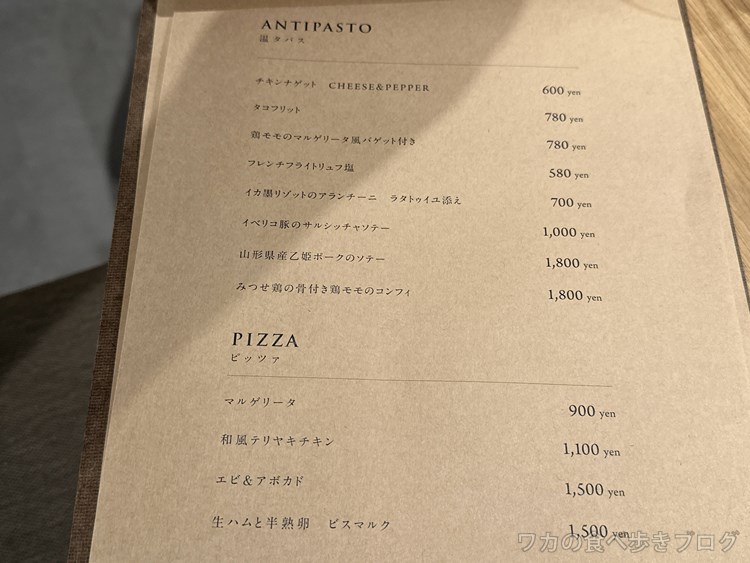 ANTIPASTO
温タパス
チキンナゲット CHEESE&PEPPER 600 yen
タコフリット 780 yen
鶏モモのマルゲリータ風バゲット付き 780 yen
フレンチフライトリュフ塩 580 yen
イカ墨リゾットのアランチーニ ラタトゥイユ添え 700 yen
イベリコ豚のサルシッチャソテー 1,000 yen
山形県産乙姫ポークのソテー 1,800 yen
みつせ鶏の骨付き鶏モモのコンフィ 1,800 yen
PIZZA
ピッツァ
マルゲリータ 900 yen
和風テリヤキチキン 1,100 yen
エビ&アボカド 1,500 yen
生ハムと半熟卵 ビスマルク 1,500 yen
ワカの食べ歩きブログ